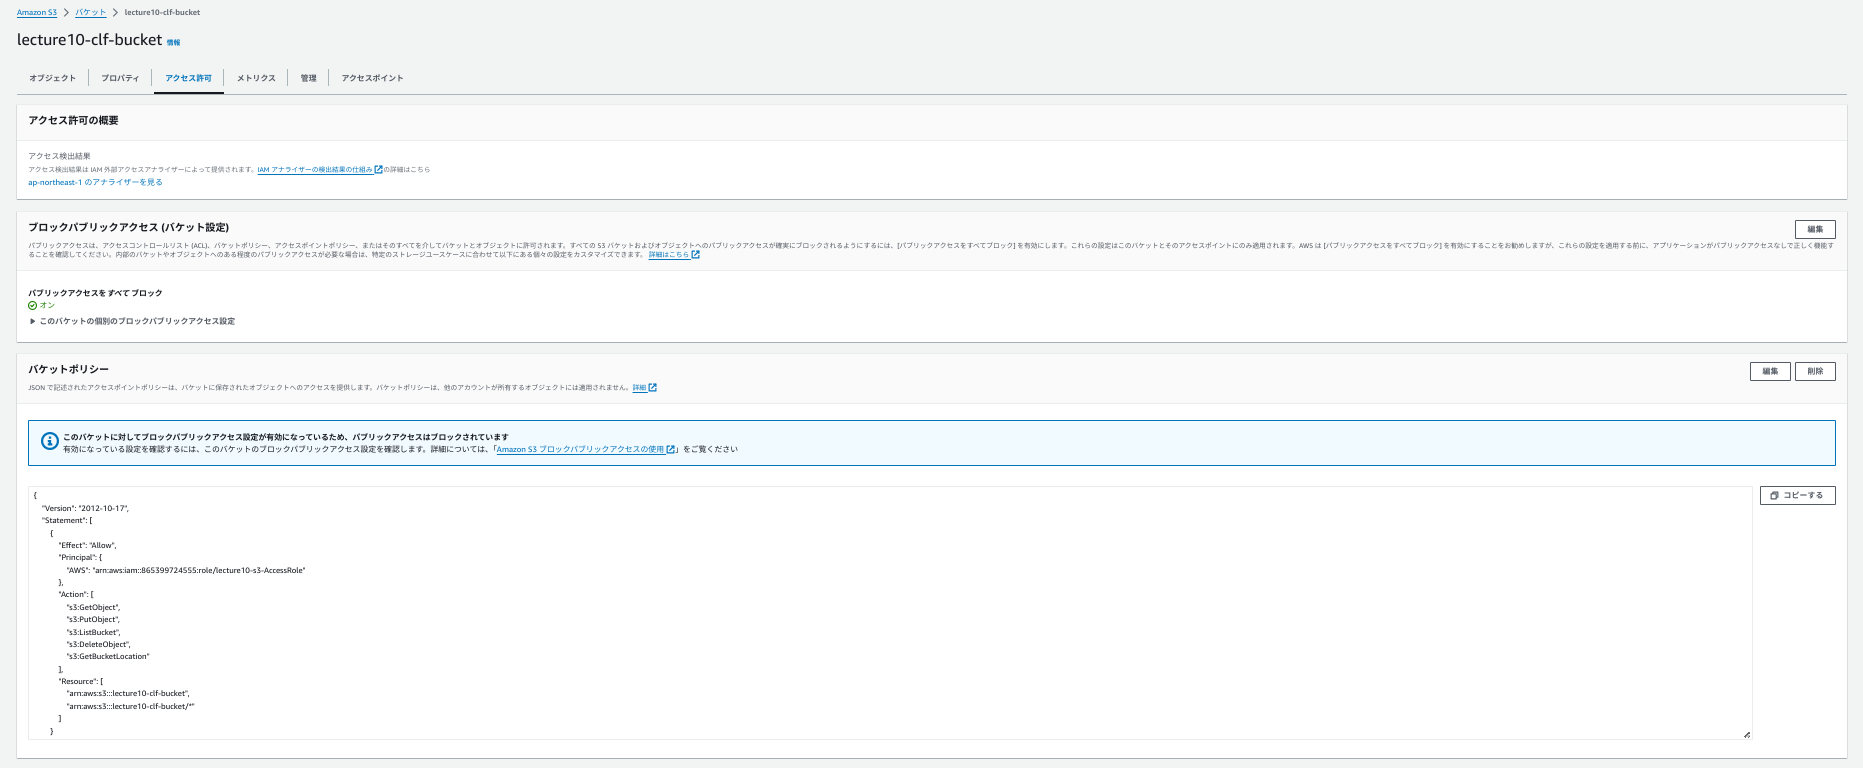 Amazon S3 > バケット > lecture10-clf-bucket
lecture10-clf-bucket 情報
オブジェクト プロパティ アクセス許可 メトリクス 管理 アクセスポイント
アクセス許可の概要
アクセス検出結果
アクセス検出結果は IAM 外部アクセスアナライザーによって提供されます。IAM アナライザーの検出結果の仕組み の詳細はこちら
ap-northeast-1 のアナライザーを見る
ブロックパブリックアクセス (バケット設定)
編集
パブリックアクセスは、アクセスコントロールリスト (ACL)、バケットポリシー、アクセスポイントポリシー、またはそのすべてを介してバケットとオブジェクトに許可されます。すべての S3 バケットおよびオブジェクトへのパブリックアクセスが確実にブロックされるようにするには、[パブリックアクセスをすべてブロック] を有効にします。これらの設定はこのバケットとそのアクセスポイントにのみ適用されます。AWS は [パブリックアクセスをすべてブロック] を有効にすることをお勧めしますが、これらの設定を適用する前に、アプリケーションがパブリックアクセスなしで正しく機能す
ることを確認してください。内部のバケットやオブジェクトへのある程度のパブリックアクセスが必要な場合は、特定のストレージユースケースに合わせて以下にある個々の設定をカスタマイズできます。 詳細はこちら
パブリックアクセスをすべてブロック
オン
このバケットの個別のブロックパブリックアクセス設定
バケットポリシー
編集 削除
JSON で記述されたアクセスポイントポリシーは、バケットに保存されたオブジェクトへのアクセスを提供します。バケットポリシーは、他のアカウントが所有するオブジェクトには適用されません。詳細
このバケットに対してブロックパブリックアクセス設定が有効になっているため、パブリックアクセスはブロックされています
有効になっている設定を確認するには、このバケットのブロックパブリックアクセス設定を確認します。詳細については、「Amazon S3 ブロックパブリックアクセスの使用」をご覧ください
コピーする
{
"Version": "2012-10-17",
"Statement": [
{
"Effect": "Allow",
"Principal": {
"AWS": "arn:aws:iam::865399724555:role/lecture10-s3-AccessRole"
},
"Action": [
"s3:GetObject",
"s3:PutObject",
"s3:ListBucket",
"s3:DeleteObject",
"s3:GetBucketLocation"
],
"Resource": [
"arn:aws:s3:::lecture10-clf-bucket",
"arn:aws:s3:::lecture10-clf-bucket/*"
]
}